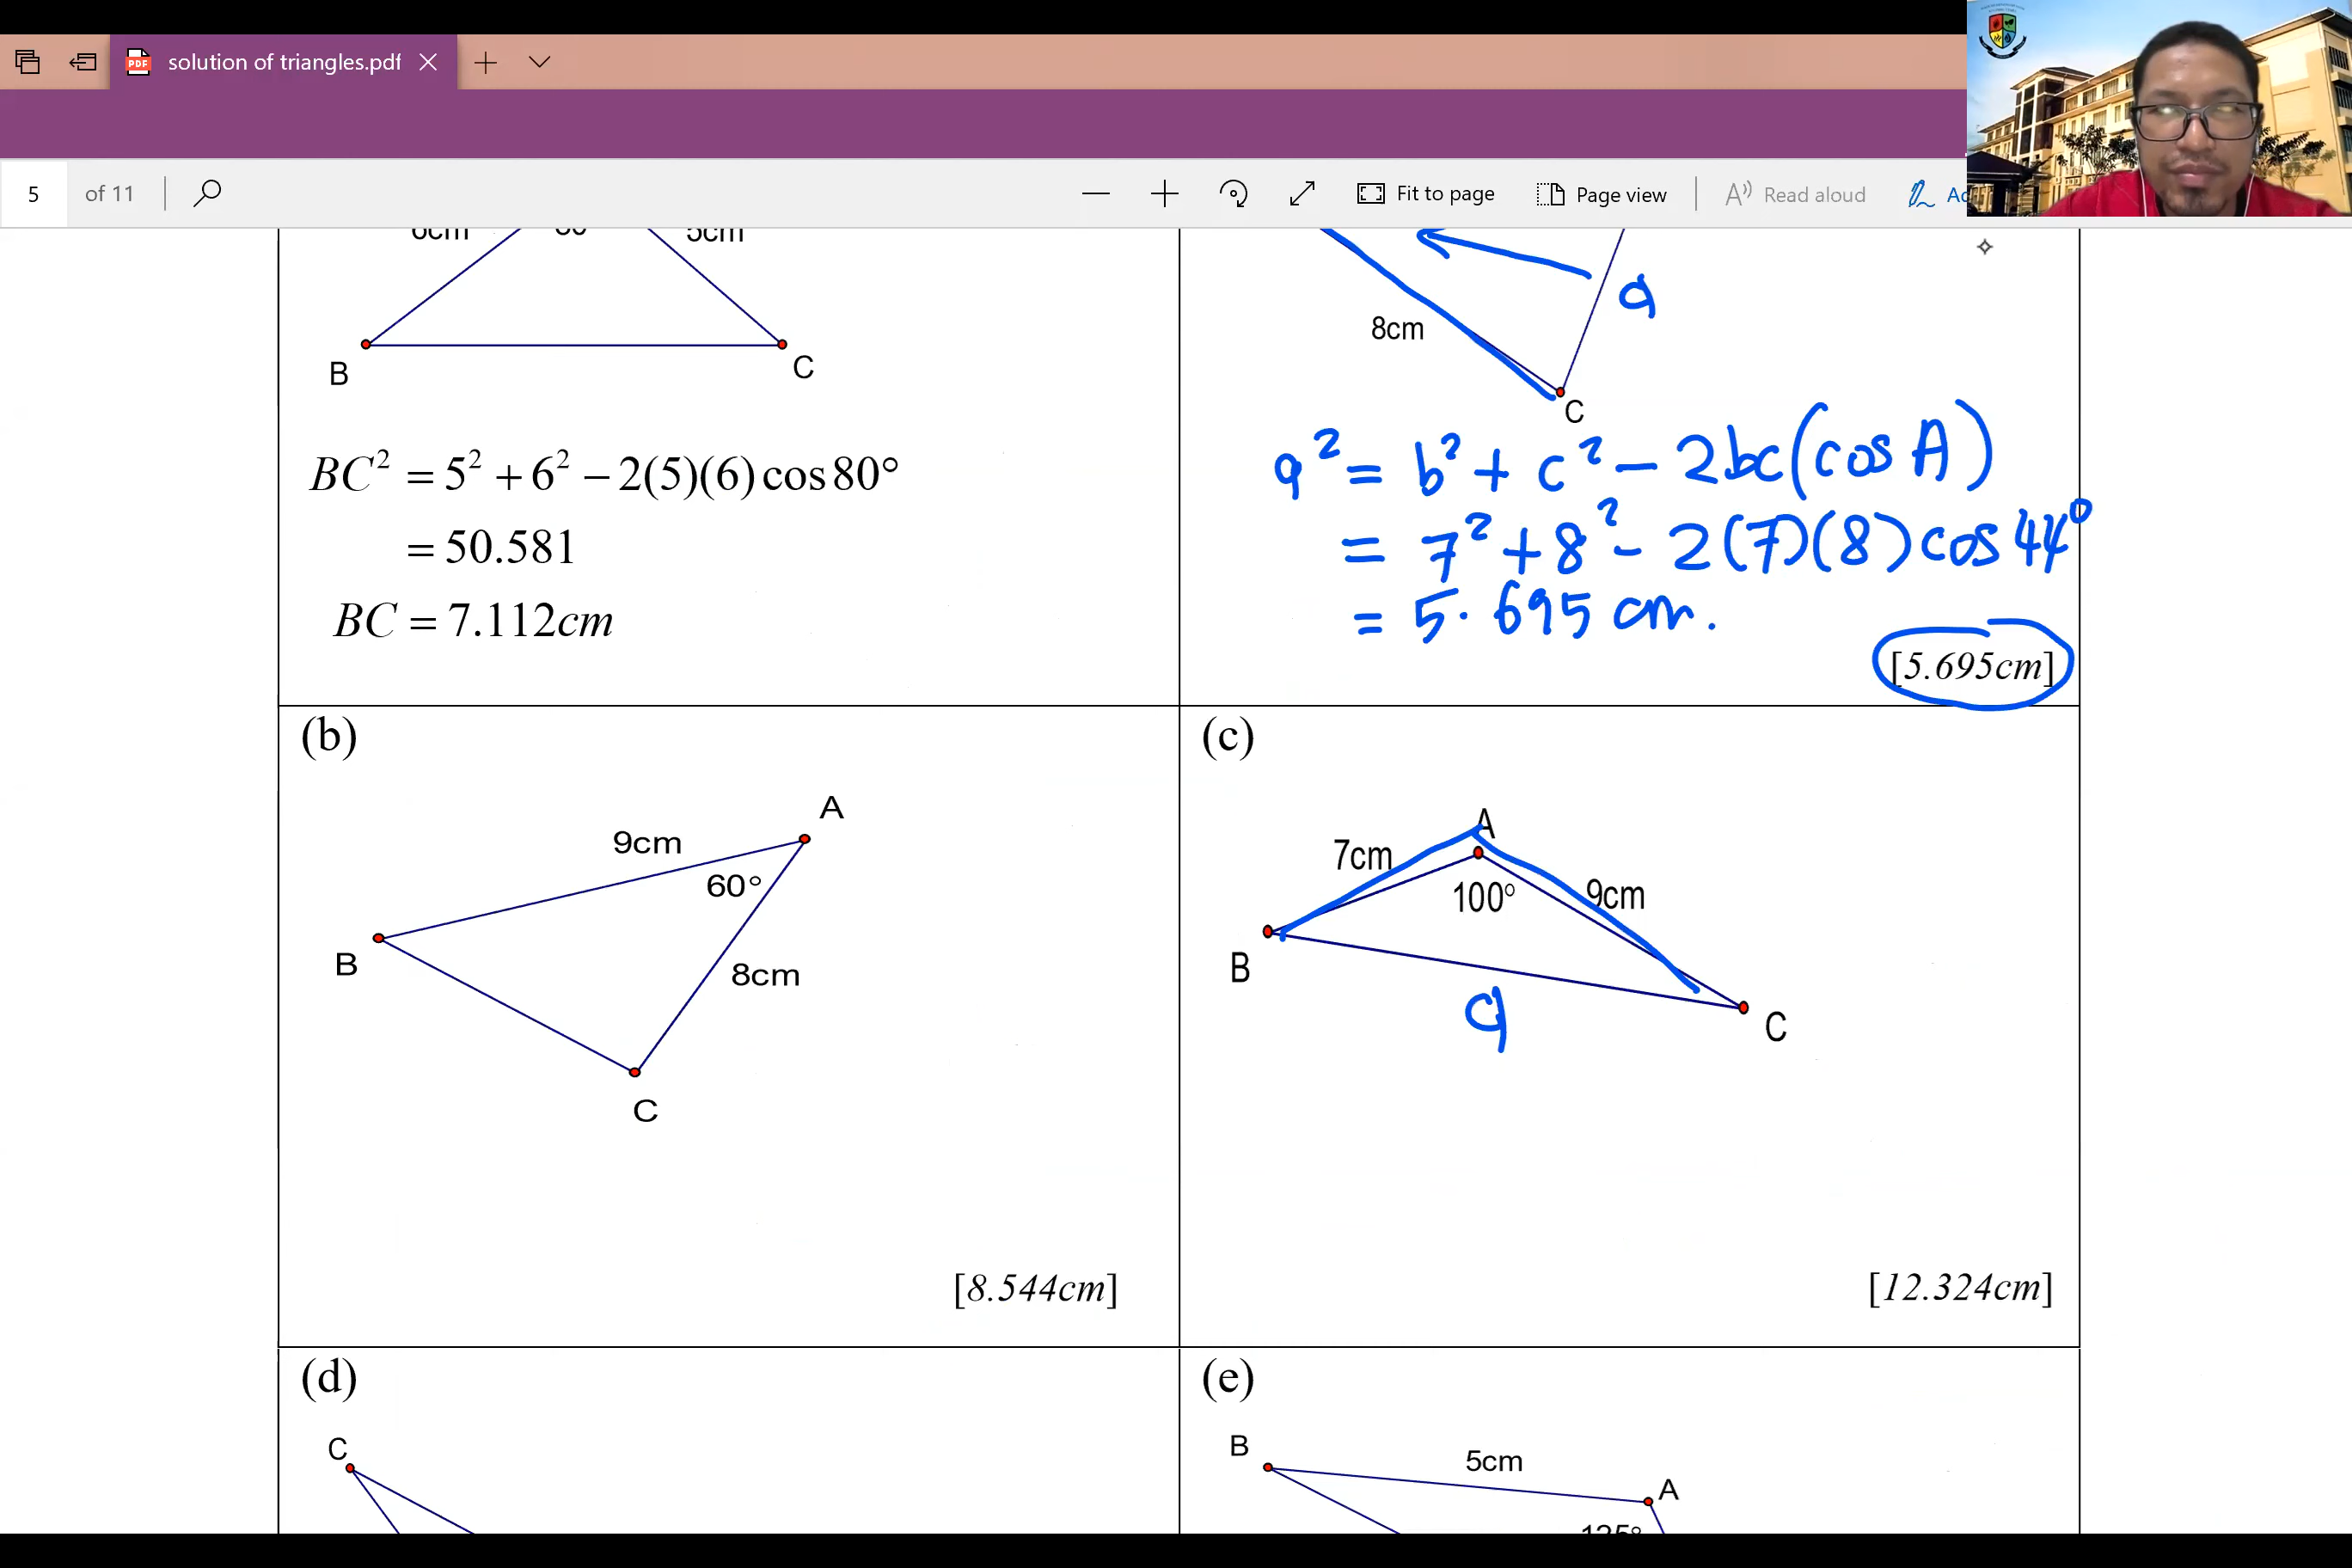 solution of triangles.pdf
5 of 11
Fit to page
Page view
Read aloud
6cm
5cm
B
C
BC² = 5² + 6² − 2(5)(6)cos80°
= 50.581
BC = 7.112cm
8cm
a
C
a² = b² + c² − 2bc(cos A)
= 7² + 8² − 2(7)(8)cos 44°
= 5.695 cm.
[5.695cm]
(b)
A
9cm
60°
B
8cm
C
[8.544cm]
(c)
A
7cm
100°
9cm
B
a
C
[12.324cm]
(d)
C
(e)
B
5cm
A